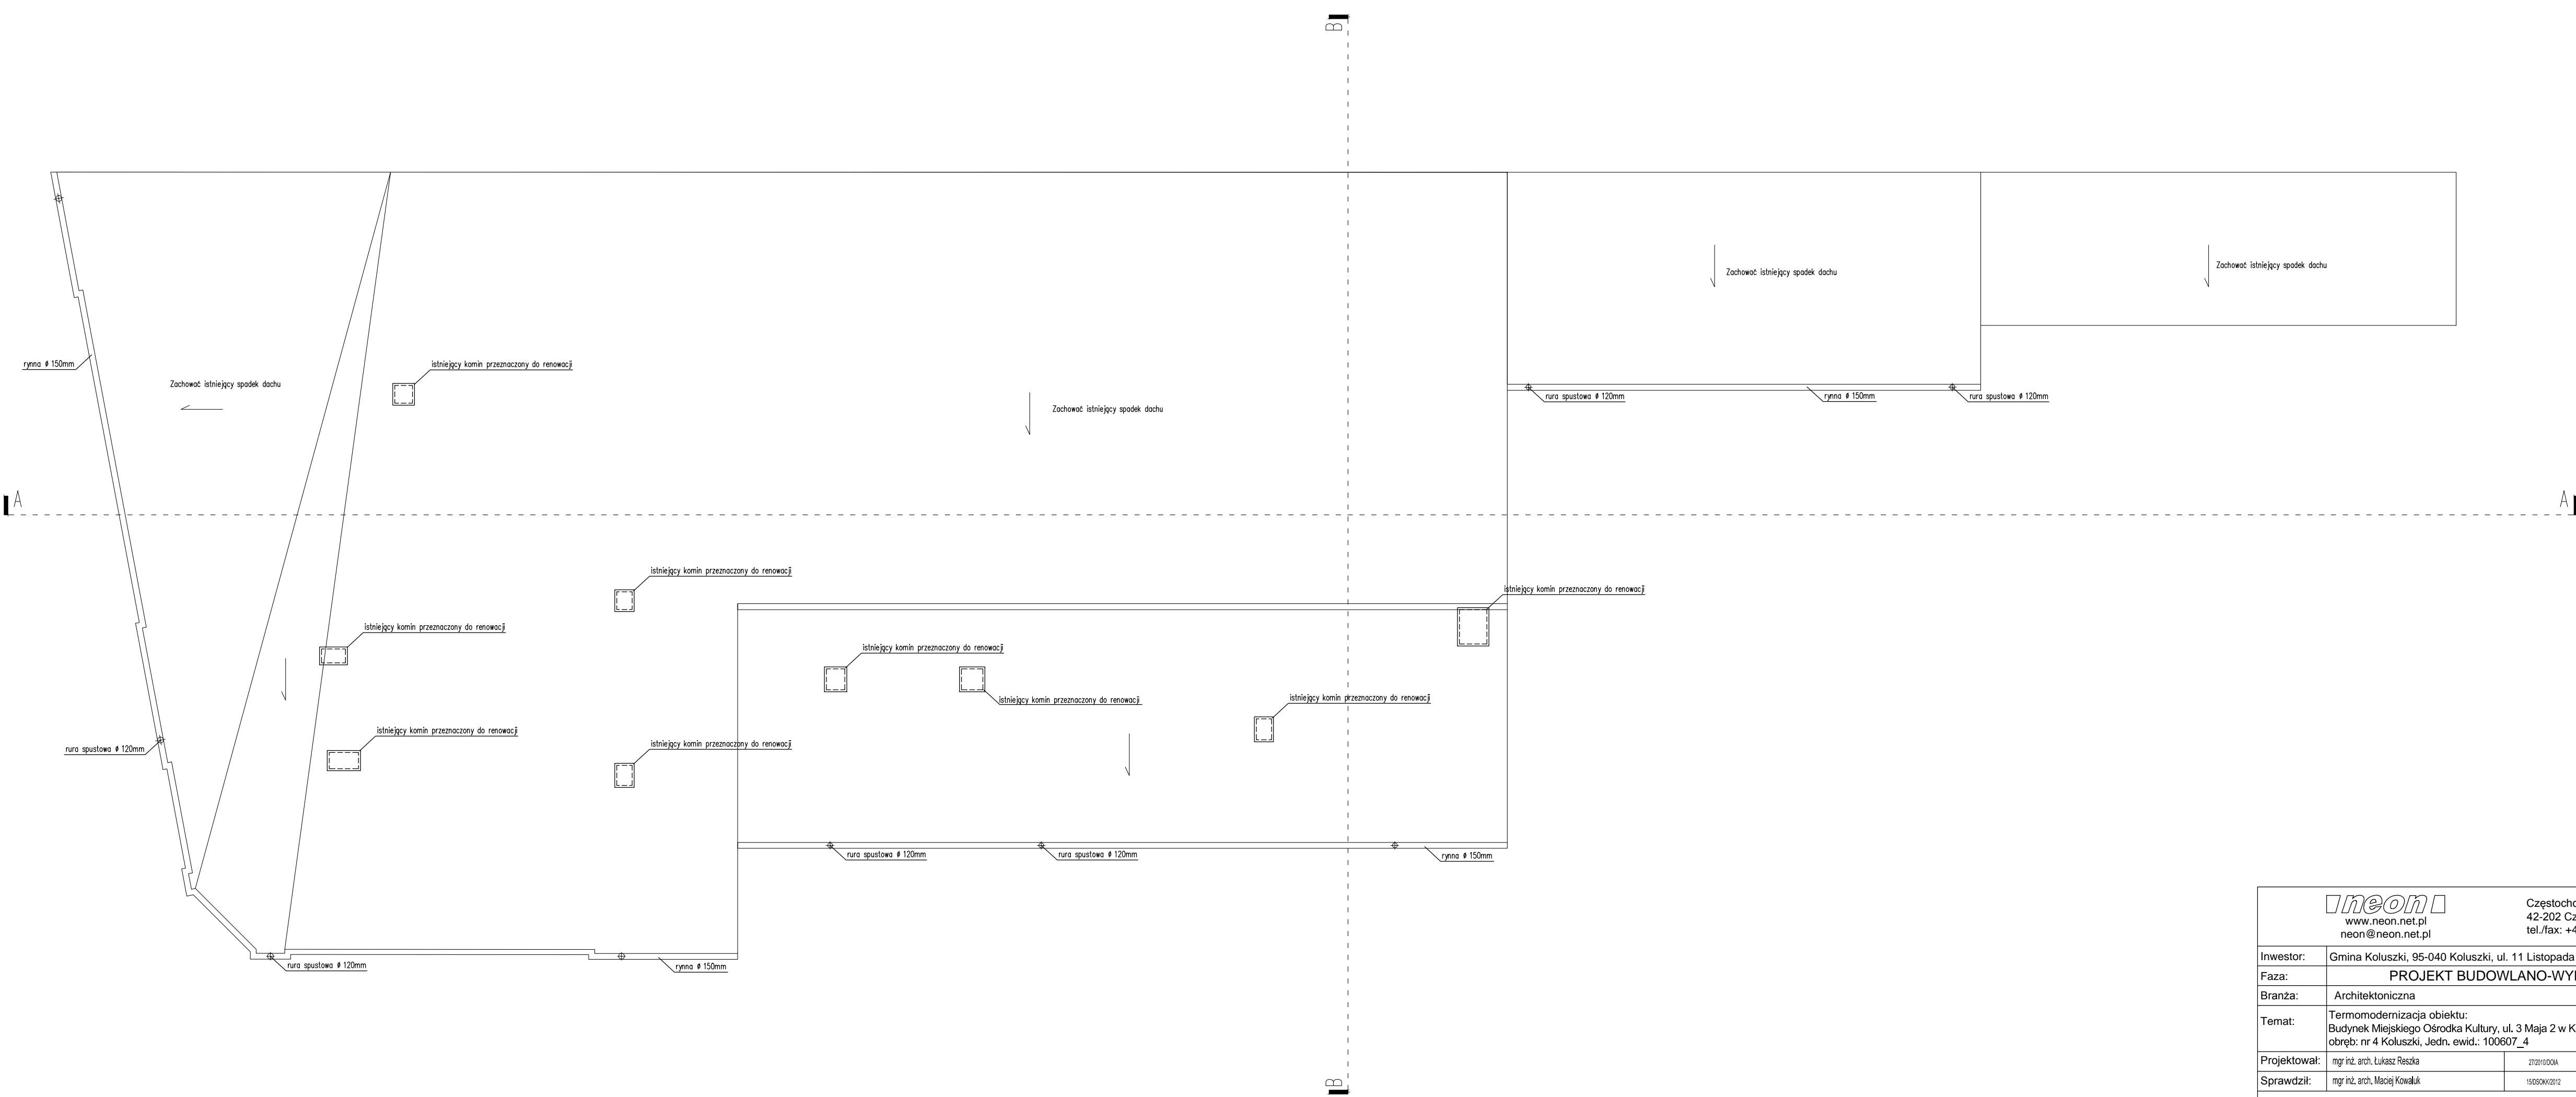 B
Zachować istniejący spadek dachu
Zachować istniejący spadek dachu
rynna ϕ 150mm
istniejący komin przeznaczony do renowacji
Zachować istniejący spadek dachu
Zachować istniejący spadek dachu
rura spustowa ϕ 120mm
rynna ϕ 150mm
rura spustowa ϕ 120mm
A
A
istniejący komin przeznaczony do renowacji
istniejący komin przeznaczony do renowacji
istniejący komin przeznaczony do renowacji
istniejący komin przeznaczony do renowacji
istniejący komin przeznaczony do renowacji
istniejący komin przeznaczony do renowacji
istniejący komin przeznaczony do renowacji
istniejący komin przeznaczony do renowacji
rura spustowa ϕ 120mm
rura spustowa ϕ 120mm
rura spustowa ϕ 120mm
rynna ϕ 150mm
rura spustowa ϕ 120mm
rynna ϕ 150mm
B
neon
www.neon.net.pl
neon@neon.net.pl
Częstocho
42-202 Cz
tel./fax: +4
Inwestor: Gmina Koluszki, 95-040 Koluszki, ul. 11 Listopada
Faza: PROJEKT BUDOWLANO-WY
Branża: Architektoniczna
Temat: Termomodernizacja obiektu:
Budynek Miejskiego Ośrodka Kultury, ul. 3 Maja 2 w K
obręb: nr 4 Koluszki, Jedn. ewid.: 100607_4
Projektował: mgr inż. arch. Łukasz Reszka 27/2010/DOIA
Sprawdził: mgr inż. arch. Maciej Kowaluk 15/DSOKK/2012